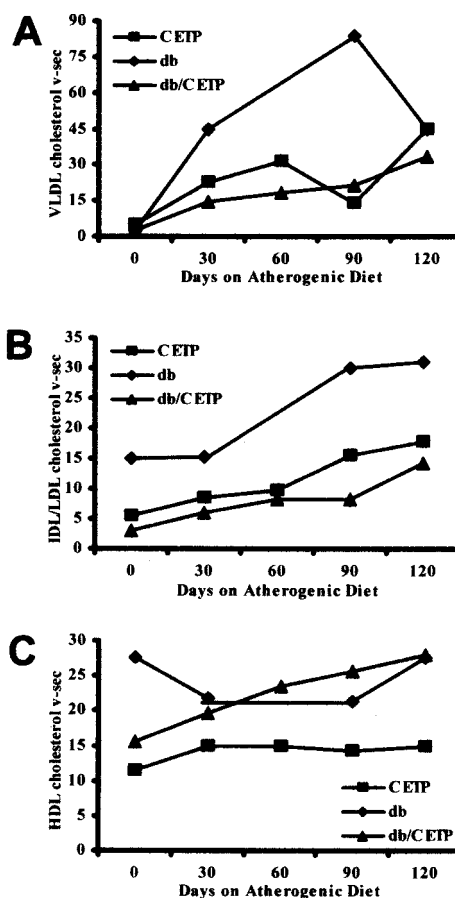 A
VLDL cholesterol v-sec
90
75
60
45
30
15
0
CETP
db
db/CETP
0 30 60 90 120
Days on Atherogenic Diet
B
IDL/LDL cholesterol v-sec
35
30
25
20
15
10
5
0
CETP
db
db/CETP
0 30 60 90 120
Days on Atherogenic Diet
C
HDL cholesterol v-sec
30
25
20
15
10
5
0
CETP
db
db/CETP
0 30 60 90 120
Days on Atherogenic Diet